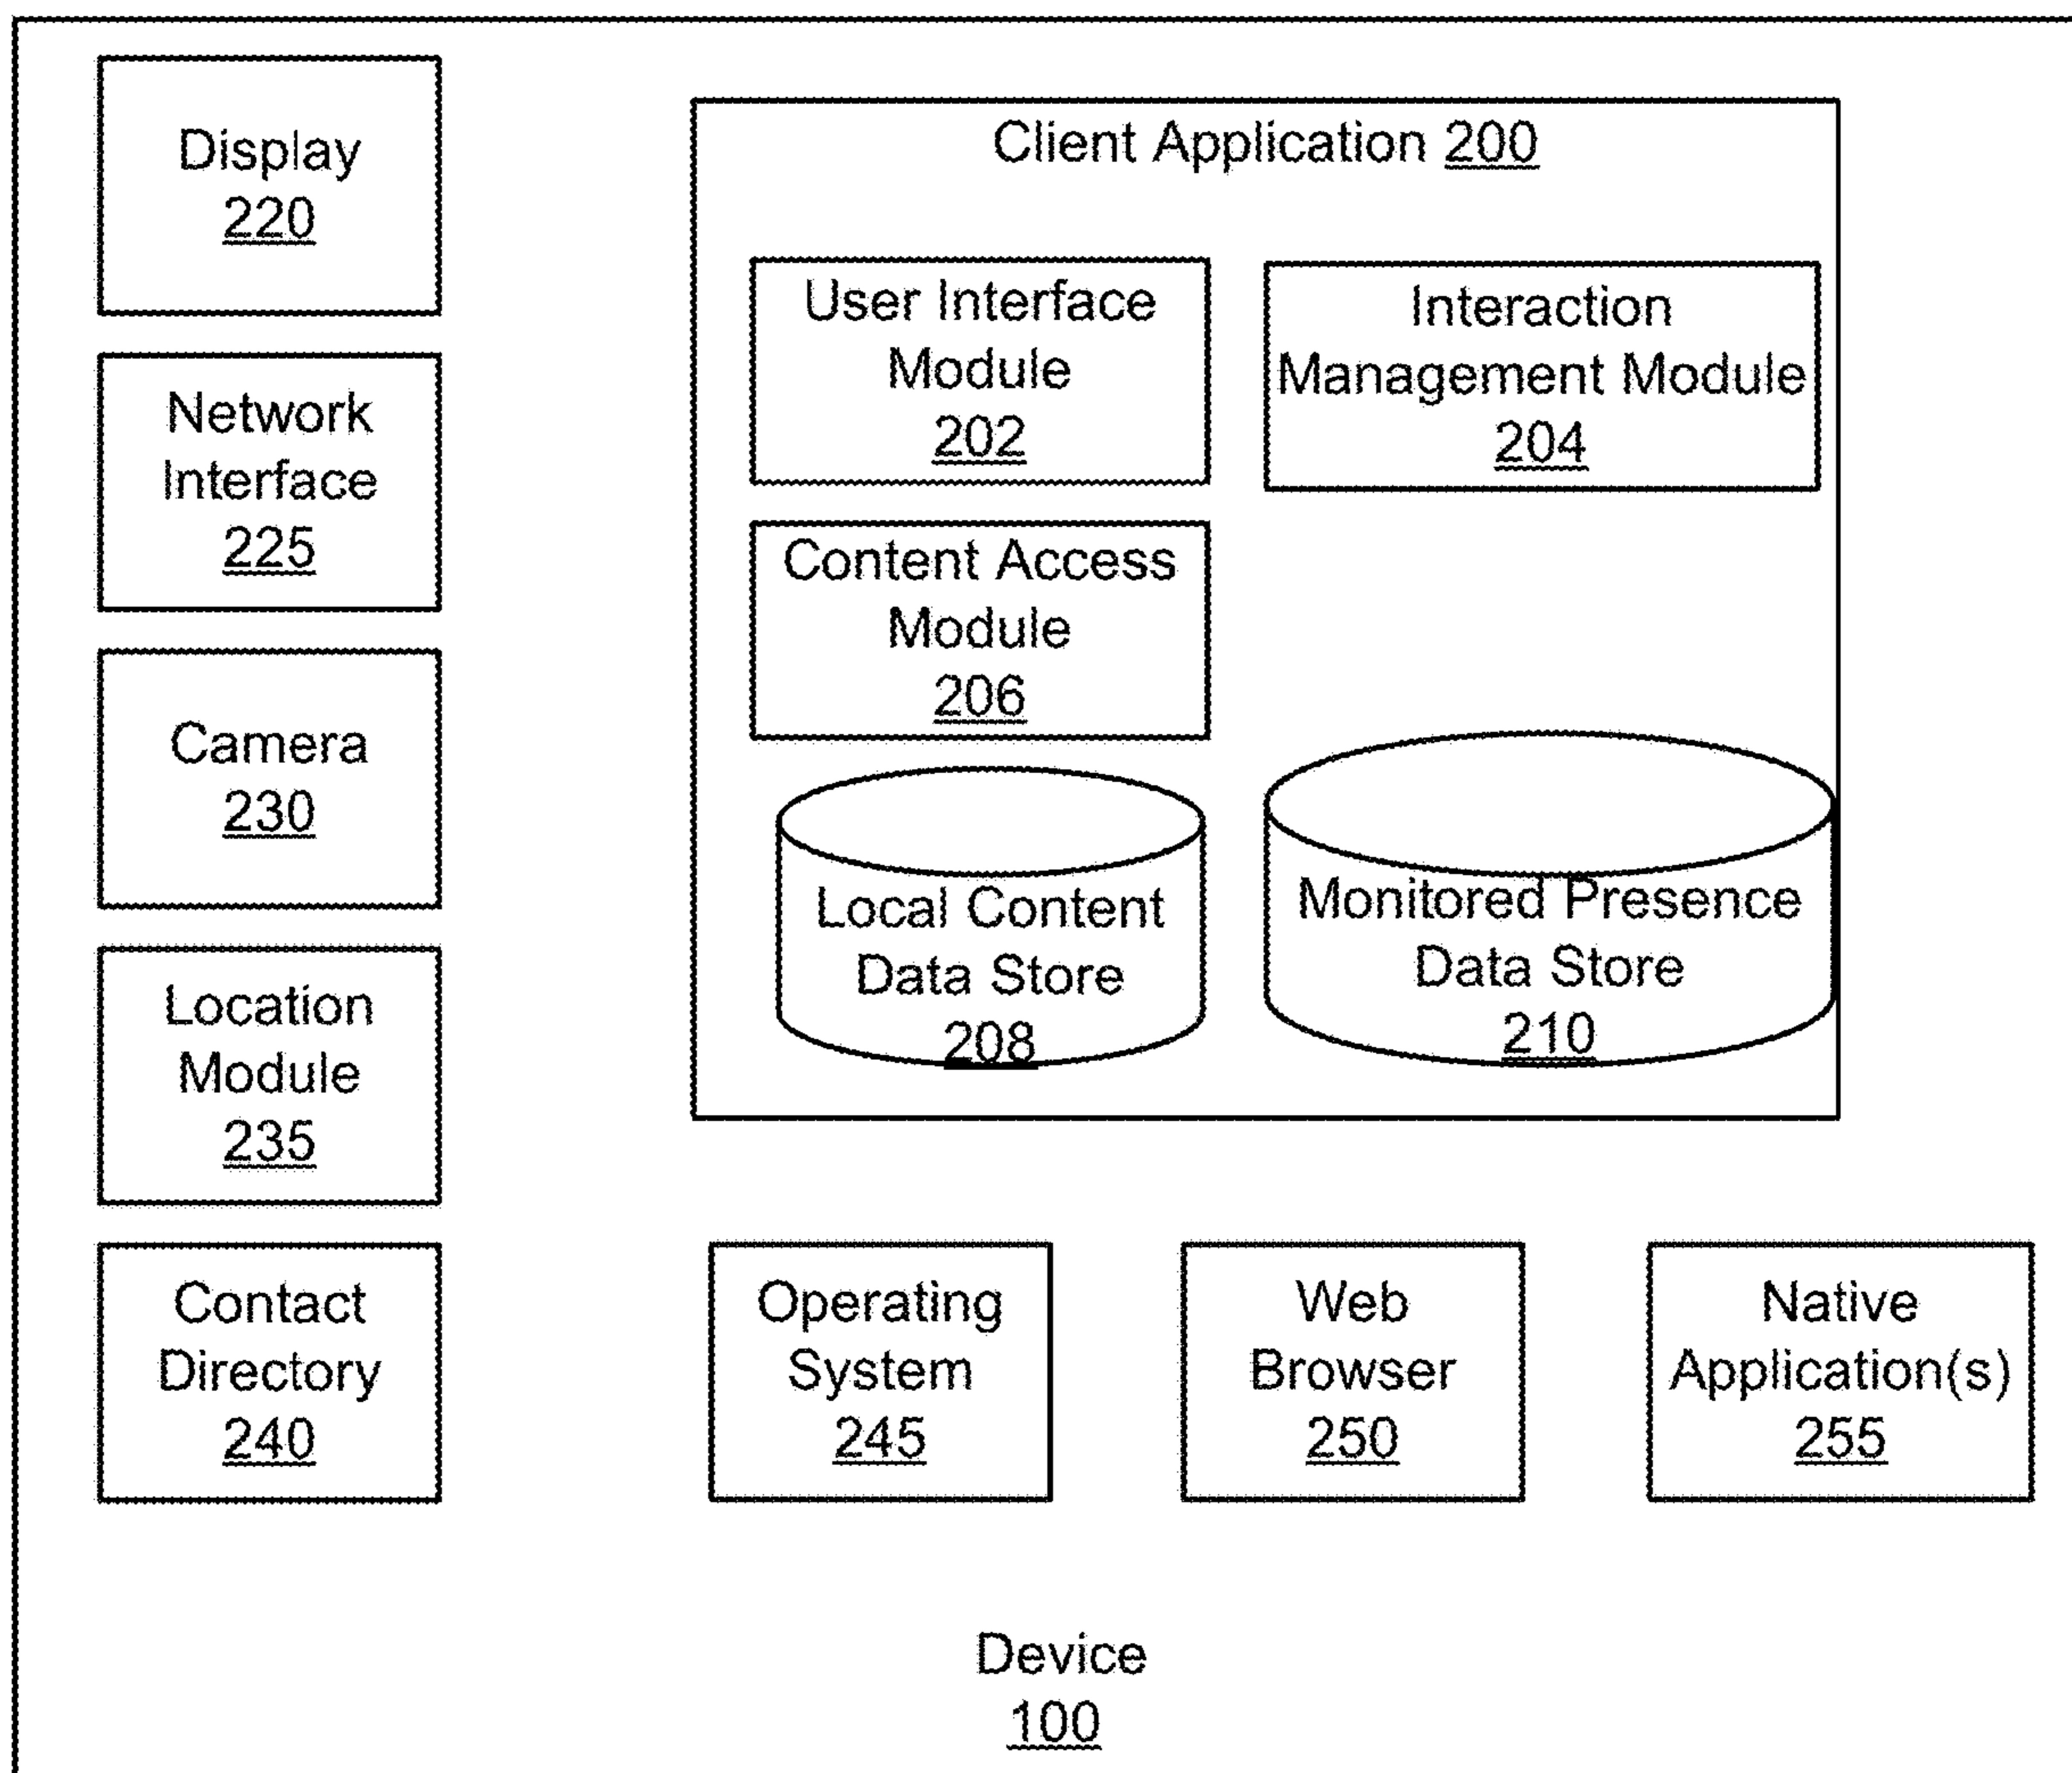 Display
220
Network
Interface
225
Camera
230
Location
Module
235
Contact
Directory
240
Client Application 200
User Interface
Module
202
Interaction
Management Module
204
Content Access
Module
206
Local Content
Data Store
208
Monitored Presence
Data Store
210
Operating
System
245
Web
Browser
250
Native
Application(s)
255
Device
100